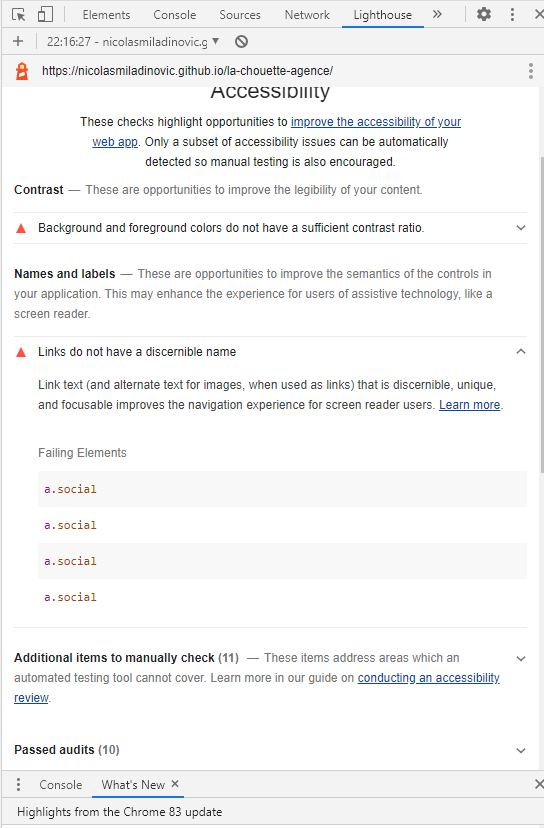 Elements Console Sources Network Lighthouse »
+ 22:16:27 - nicolasmiladinovic.g ▼
https://nicolasmiladinovic.github.io/la-chouette-agence/
Accessibility
These checks highlight opportunities to improve the accessibility of your
web app. Only a subset of accessibility issues can be automatically
detected so manual testing is also encouraged.
Contrast — These are opportunities to improve the legibility of your content.
Background and foreground colors do not have a sufficient contrast ratio.
Names and labels — These are opportunities to improve the semantics of the controls in
your application. This may enhance the experience for users of assistive technology, like a
screen reader.
Links do not have a discernible name
Link text (and alternate text for images, when used as links) that is discernible, unique,
and focusable improves the navigation experience for screen reader users. Learn more.
Failing Elements
a.social
a.social
a.social
a.social
Additional items to manually check (11) — These items address areas which an
automated testing tool cannot cover. Learn more in our guide on conducting an accessibility
review.
Passed audits (10)
Console What's New ×
Highlights from the Chrome 83 update